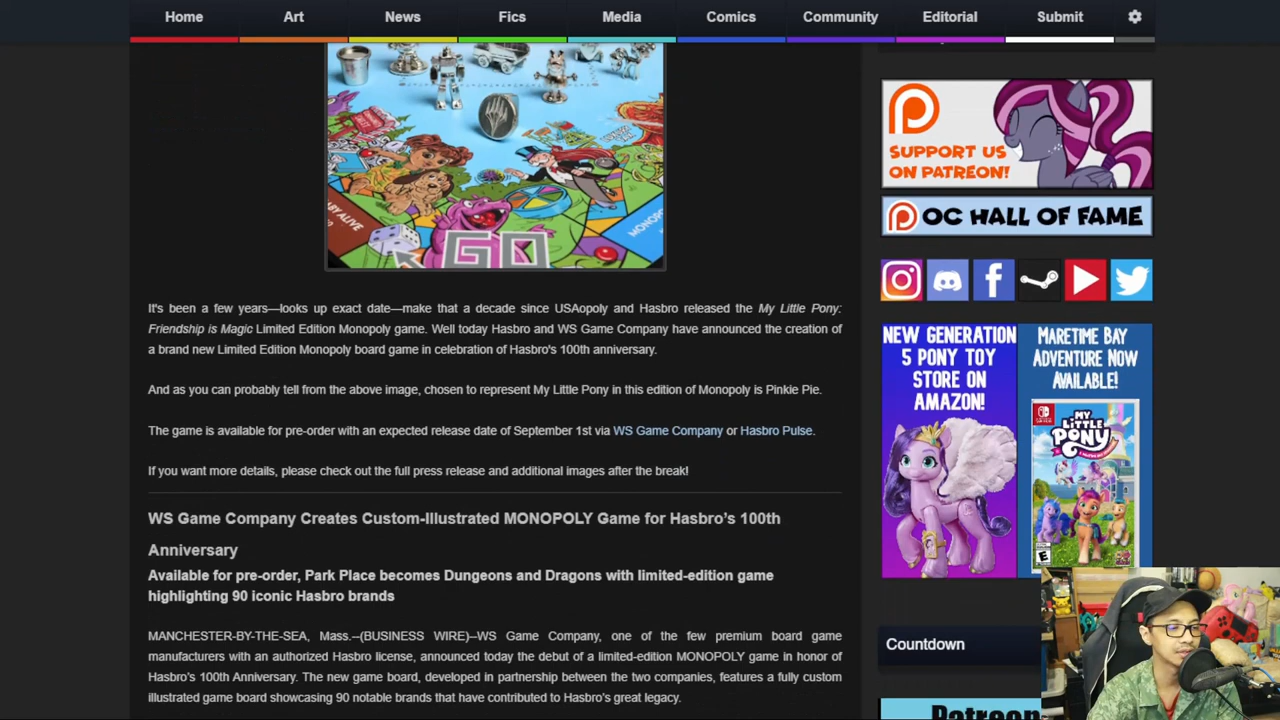 Home Art News Fics Media Comics Community Editorial Submit
GO
SUPPORT US
ON PATREON!
OC HALL OF FAME
It's been a few years—looks up exact date—make that a decade since USAopoly and Hasbro released the My Little Pony:
Friendship is Magic Limited Edition Monopoly game. Well today Hasbro and WS Game Company have announced the creation of
a brand new Limited Edition Monopoly board game in celebration of Hasbro's 100th anniversary.
And as you can probably tell from the above image, chosen to represent My Little Pony in this edition of Monopoly is Pinkie Pie.
The game is available for pre-order with an expected release date of September 1st via WS Game Company or Hasbro Pulse.
If you want more details, please check out the full press release and additional images after the break!
WS Game Company Creates Custom-Illustrated MONOPOLY Game for Hasbro's 100th
Anniversary
Available for pre-order, Park Place becomes Dungeons and Dragons with limited-edition game
highlighting 90 iconic Hasbro brands
MANCHESTER-BY-THE-SEA, Mass.--(BUSINESS WIRE)--WS Game Company, one of the few premium board game
manufacturers with an authorized Hasbro license, announced today the debut of a limited-edition MONOPOLY game in honor of
Hasbro's 100th Anniversary. The new game board, developed in partnership between the two companies, features a fully custom
illustrated game board showcasing 90 notable brands that have contributed to Hasbro's great legacy.
NEW GENERATION
5 PONY TOY
STORE ON
AMAZON!
MARETIME BAY
ADVENTURE NOW
AVAILABLE!
MY
LITTLE
PONY
Countdown
Patreon